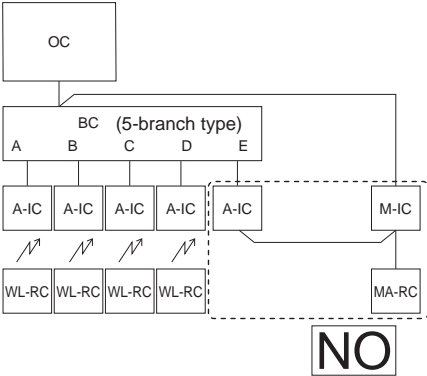 OC
BC (5-branch type)
A B C D E
A-IC A-IC A-IC A-IC A-IC M-IC
WL-RC WL-RC WL-RC WL-RC MA-RC
NO